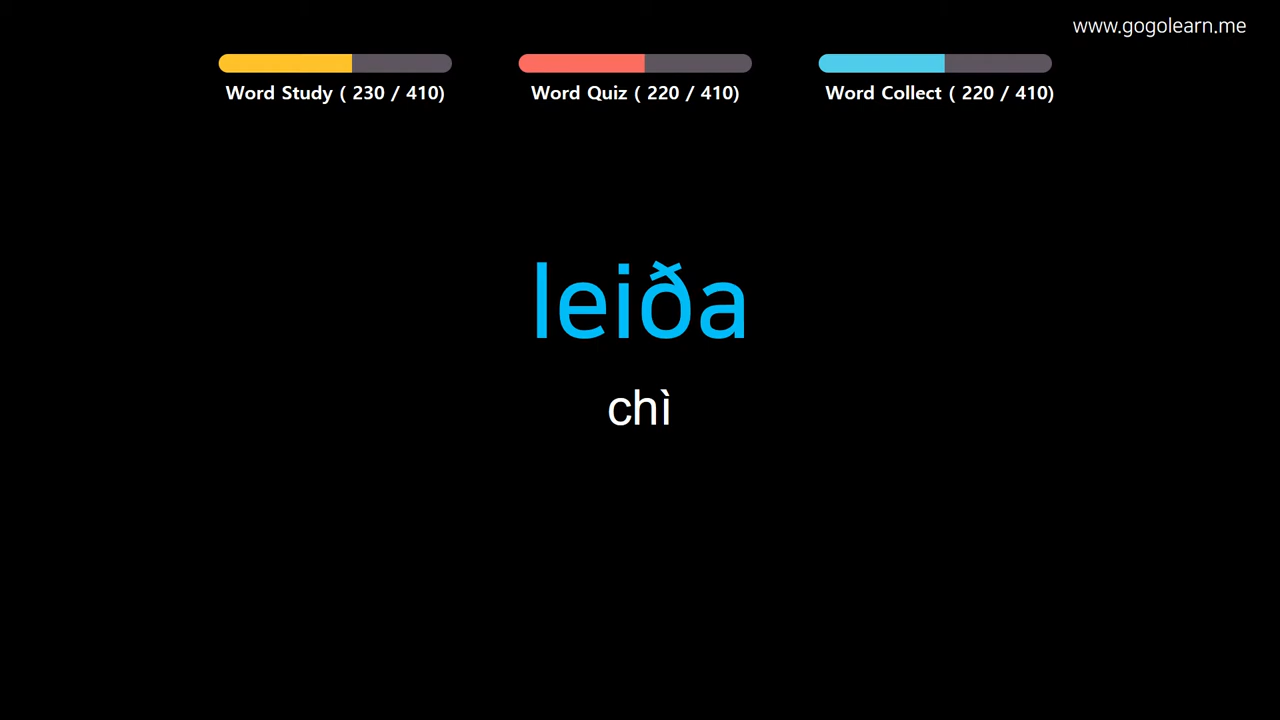 www.gogolearn.me
Word Study ( 230 / 410)
Word Quiz ( 220 / 410)
Word Collect ( 220 / 410)
leiða
chì